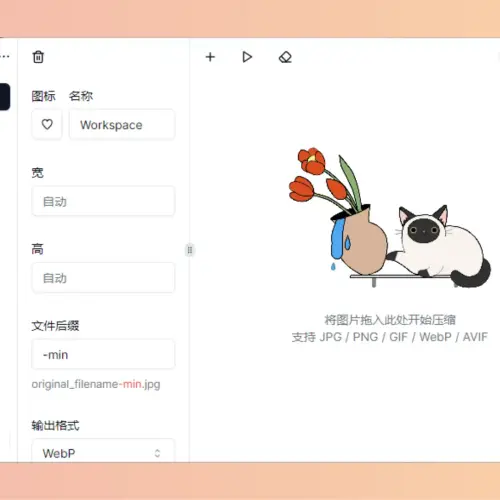 图标 名称
Workspace
宽
自动
高
自动
文件后缀
-min
original_filename-min.jpg
输出格式
WebP
将图片拖入此处开始压缩
支持 JPG / PNG / GIF / WebP / AVIF